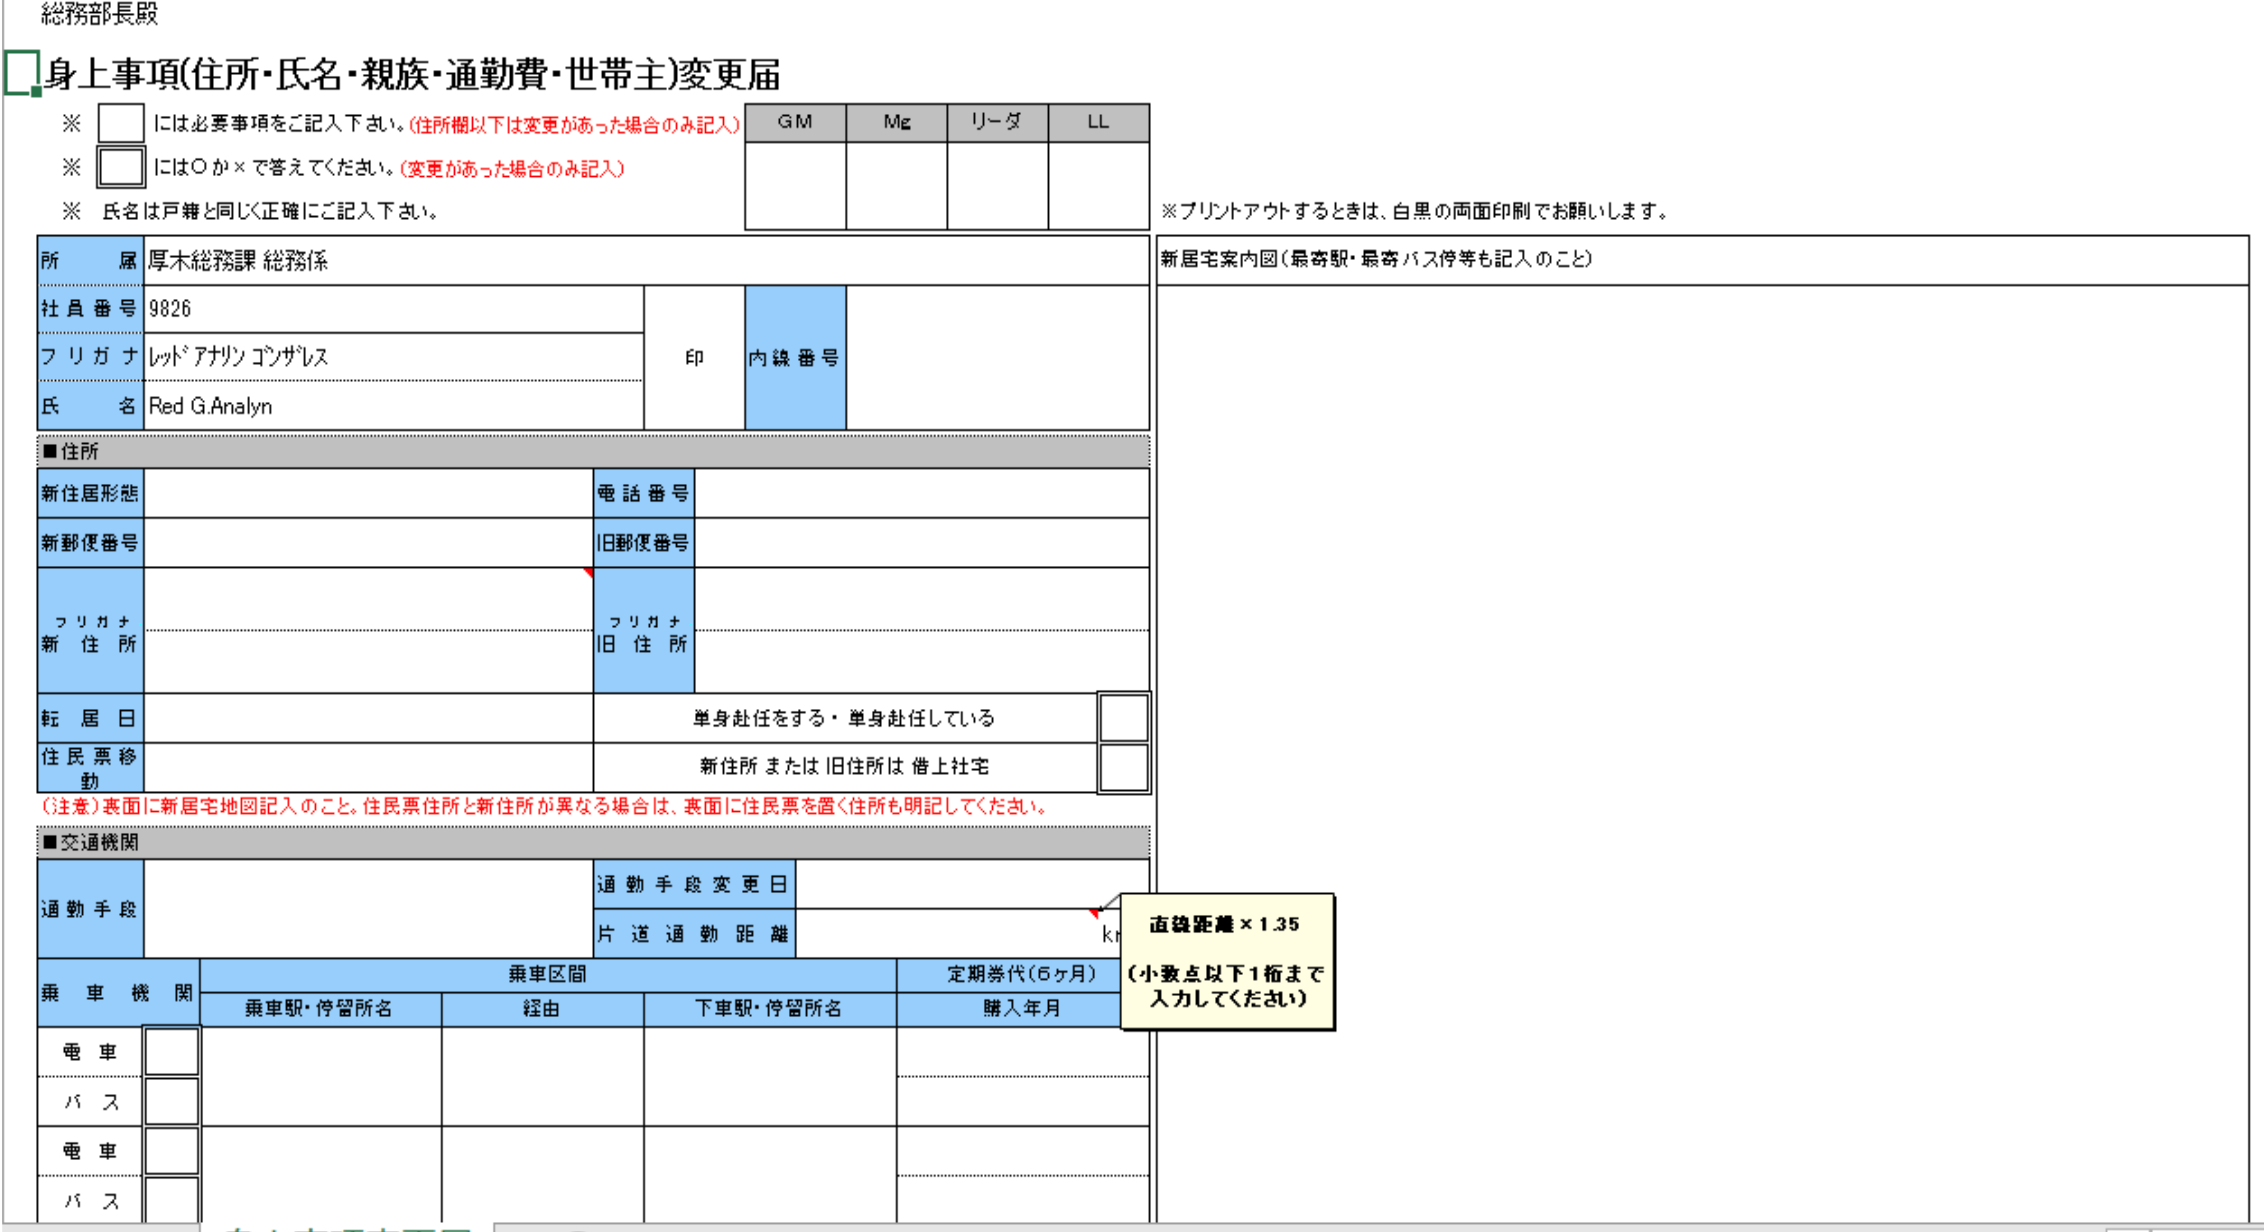 総務部長殿
身上事項(住所・氏名・親族・通勤費・世帯主)変更届
※ には必要事項をご記入下さい。(住所欄以下は変更があった場合のみ記入)
GM Mg リーダ LL
※ には〇か×で答えてください。(変更があった場合のみ記入)
※ 氏名は戸籍と同じく正確にご記入下さい。
※プリントアウトするときは、白黒の両面印刷でお願いします。
所 属 厚木総務課 総務係
新居宅案内図(最寄駅・最寄バス停等も記入のこと)
社員番号 9826
フリガナ ﾚｯﾄﾞ ｱﾅﾘﾝ ｺﾞﾝｻﾞﾚｽ
印 内線番号
氏 名 Red G.Analyn
■住所
新住居形態 電話番号
新郵便番号 旧郵便番号
フリガナ フリガナ
新住所 旧住所
転居日 単身赴任をする・ 単身赴任している
住民票移
動
新住所 または 旧住所は 借上社宅
(注意)裏面に新居宅地図記入のこと。住民票住所と新住所が異なる場合は、裏面に住民票を置く住所も明記してください。
■交通機関
通勤手段 通勤手段変更日
片道通勤距離
直線距離×1.35
(小数点以下1桁まで
入力してください)
乗車機関 乗車区間 定期券代(6ヶ月)
乗車駅・停留所名 経由 下車駅・停留所名 購入年月
電車
バス
電車
バス